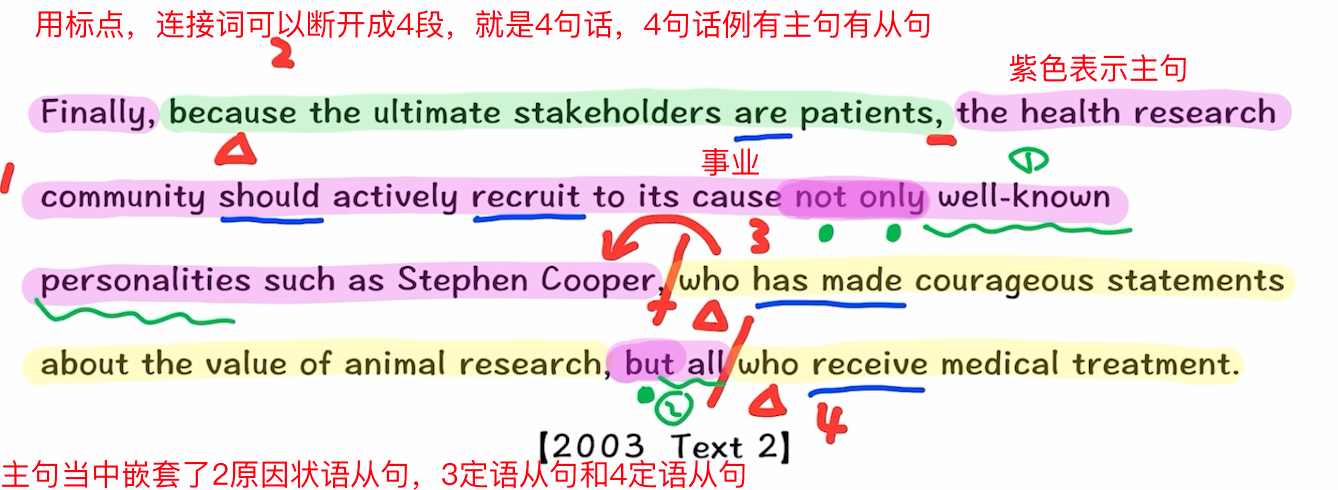 用标点，连接词可以断开成4段，就是4句话，4句话例有主句有从句
2
紫色表示主句
Finally, because the ultimate stakeholders are patients, the health research
1
事业
①
community should actively recruit to its cause not only well-known
3
personalities such as Stephen Cooper, who has made courageous statements
about the value of animal research, but all who receive medical treatment.
②
4
【2003 Text 2】
主句当中嵌套了2原因状语从句，3定语从句和4定语从句